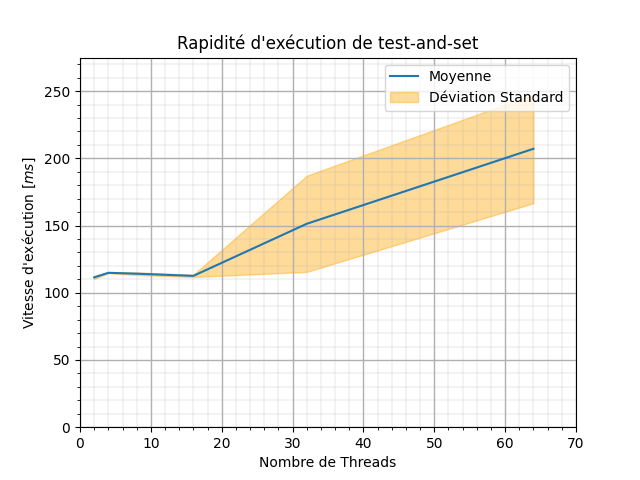 Rapidité d'exécution de test-and-set
Moyenne
Déviation Standard
Vitesse d'exécution [ms]
250
200
150
100
50
0
0 10 20 30 40 50 60 70
Nombre de Threads